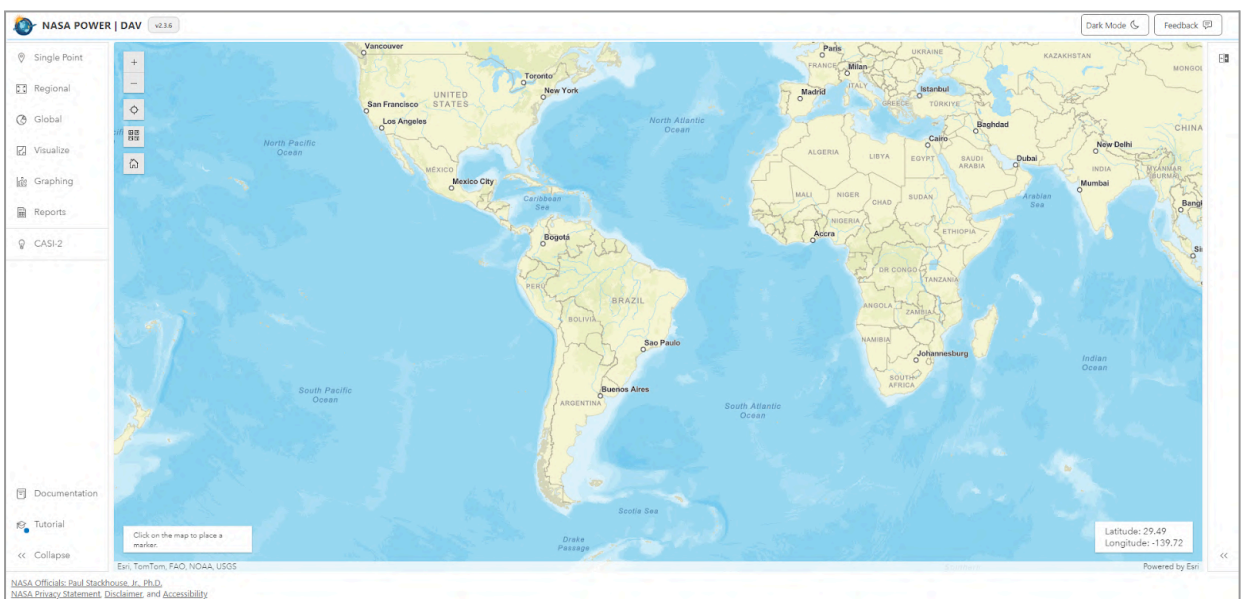 NASA POWER | DAV v2.3.6
Dark Mode
Feedback
Single Point
Regional
Global
Visualize
Graphing
Reports
CASI-2
Documentation
Tutorial
<< Collapse
+
−
Vancouver
Toronto
New York
UNITED
STATES
San Francisco
Los Angeles
North Pacific
Ocean
MÉXICO
Mexico City
Caribbean
Sea
Bogotá
PERÚ
BRAZIL
BOLIVIA
Sao Paulo
Buenos Aires
ARGENTINA
South Pacific
Ocean
North Atlantic
Ocean
South Atlantic
Ocean
Scotia Sea
Drake
Passage
Paris
FRANCE
Milan
ITALY
Madrid
UKRAINE
KAZAKHSTAN
MONGOL
Istanbul
GREECE
TÜRKIYE
Baghdad
Cairo
CHINA
New Delhi
ALGERIA
LIBYA
EGYPT
SAUDI
ARABIA
Dubai
INDIA
MYANMAR
(BURMA)
Mumbai
Bang
MALI
NIGER
CHAD
SUDAN
Arabian
Sea
NIGERIA
Accra
ETHIOPIA
Si
DR CONGO
TANZANIA
ANGOLA
ZAMBIA
NAMIBIA
Johannesburg
SOUTH
AFRICA
Indian
Ocean
Click on the map to place a
marker.
Latitude: 29.49
Longitude: -139.72
<<
Esri, TomTom, FAO, NOAA, USGS
Powered by Esri
NASA Officials: Paul Stackhouse, Jr., Ph.D.
NASA Privacy Statement, Disclaimer, and Accessibility